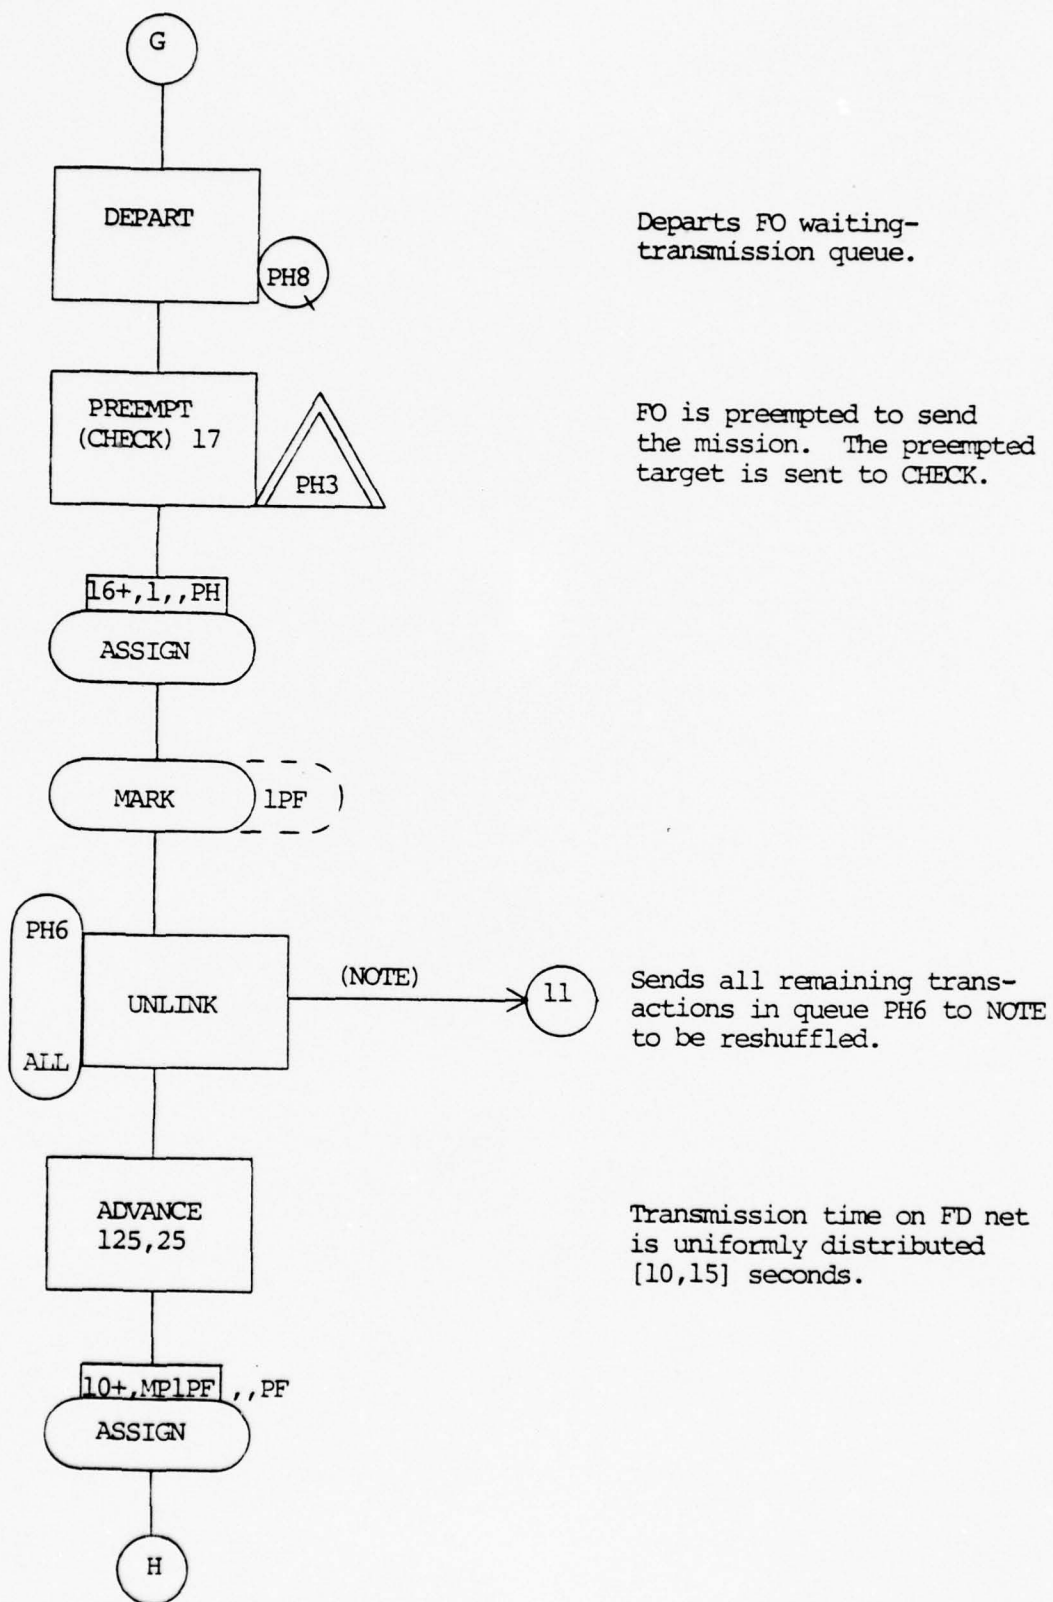 G
DEPART
PH8
Departs FO waiting-
transmission queue.
PREEMPT
(CHECK) 17
PH3
FO is preempted to send
the mission. The preempted
target is sent to CHECK.
16+,1,,PH
ASSIGN
MARK
1PF
PH6
ALL
UNLINK
(NOTE)
11
Sends all remaining trans-
actions in queue PH6 to NOTE
to be reshuffled.
ADVANCE
125,25
Transmission time on FD net
is uniformly distributed
[10,15] seconds.
10+,MP1PF,,PF
ASSIGN
H